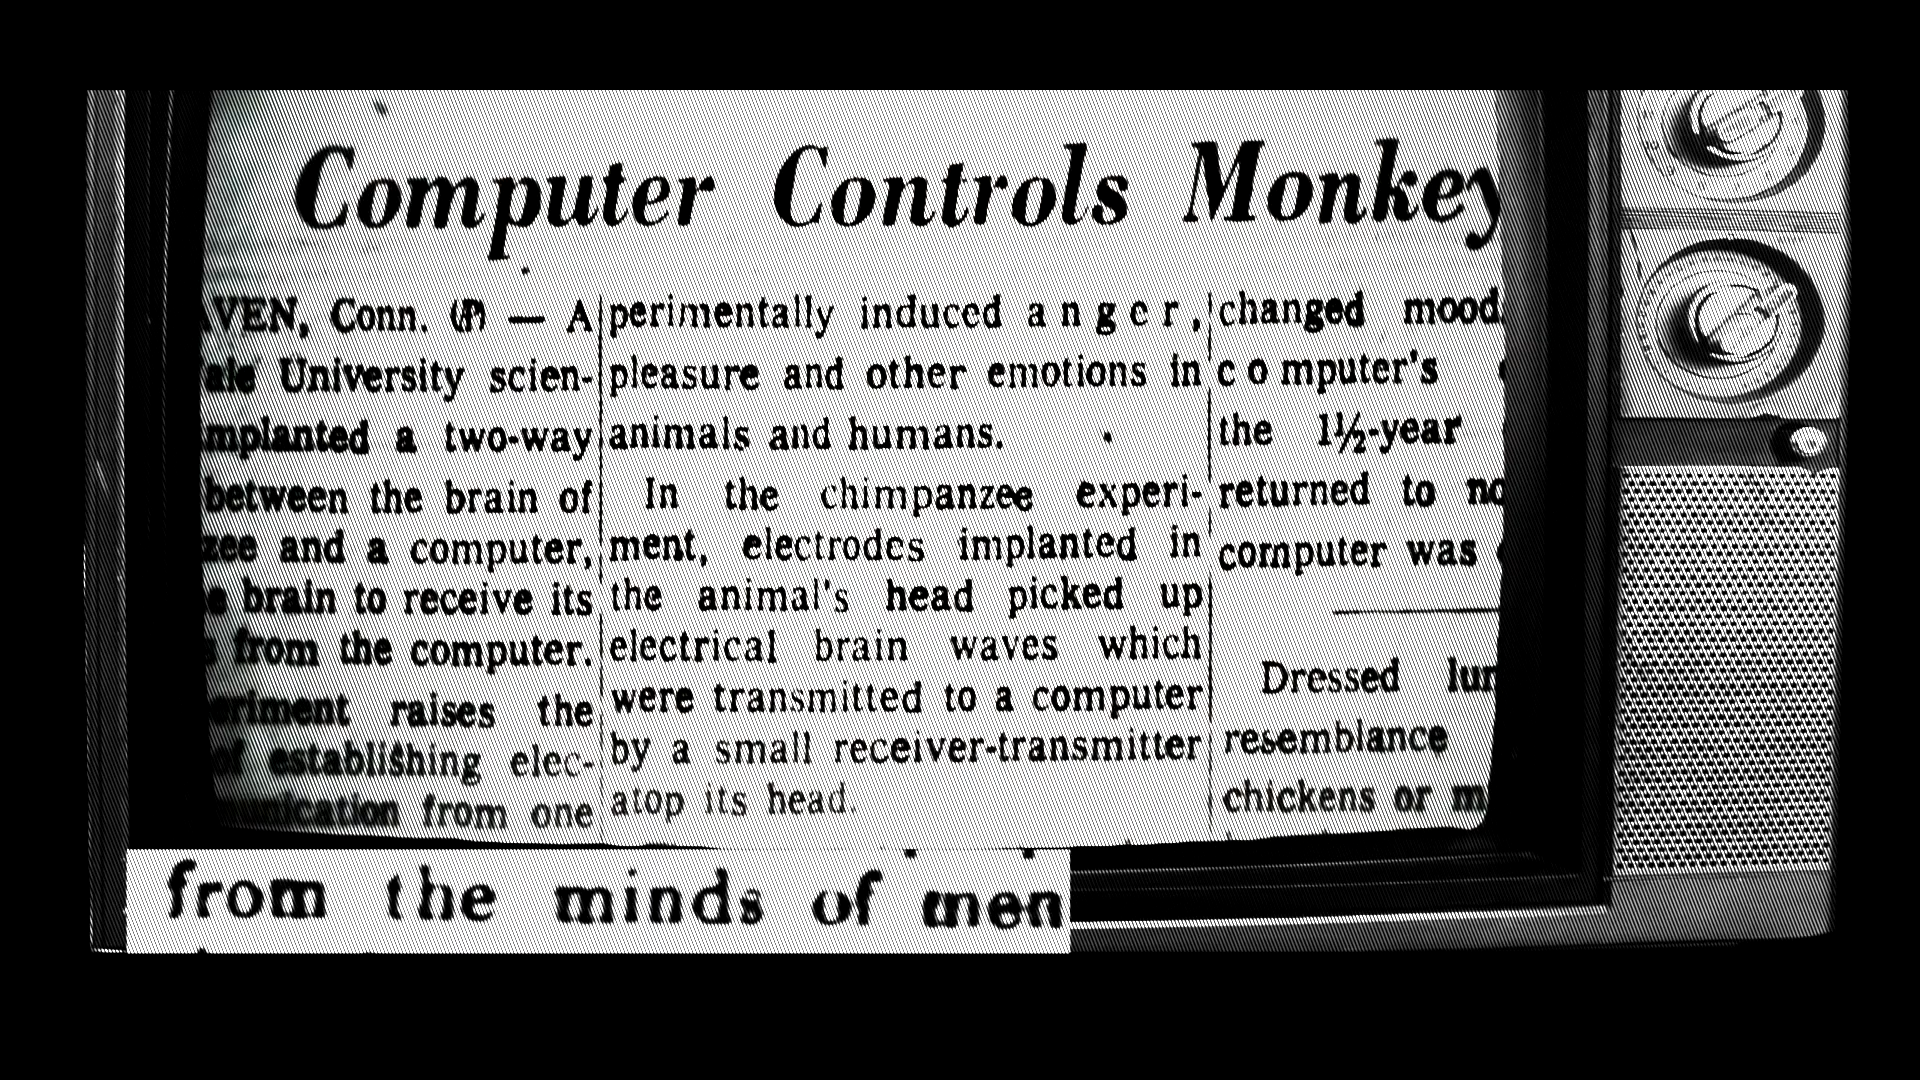 Computer Controls Monkey
VEN, Conn. (AP) — A
ale University scien-
mplanted a two-way
between the brain of
zee and a computer,
e brain to receive its
s from the computer.
eriment raises the
of establishing elec-
unication from one
perimentally induced anger,
pleasure and other emotions in
animals and humans.
In the chimpanzee experi-
ment, electrodes implanted in
the animal's head picked up
electrical brain waves which
were transmitted to a computer
by a small receiver-transmitter
atop its head.
changed mood
computer's
the 1½-year
returned to no
computer was
Dressed lun
resemblance
chickens or m
from the minds of men